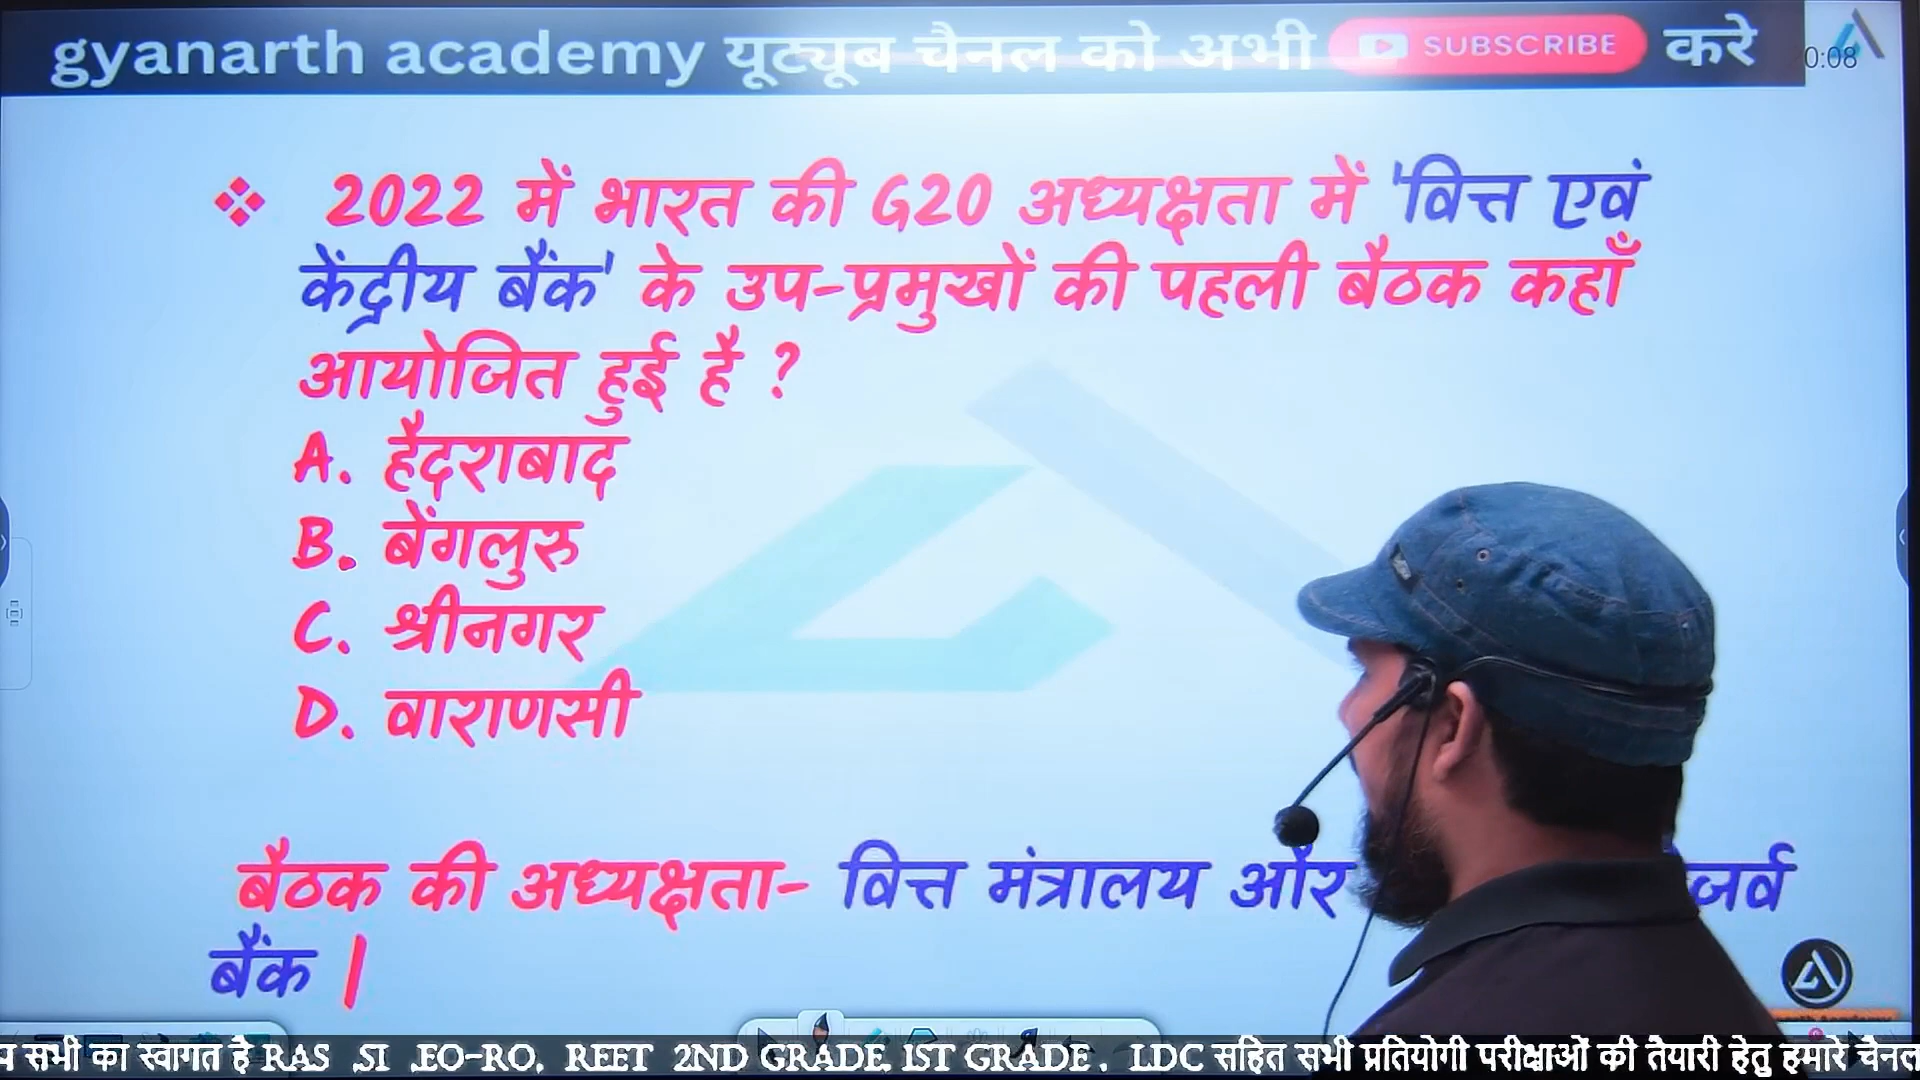 gyanarth academy यूट्यूब चैनल को अभी SUBSCRIBE करे
0:08
❖ 2022 में भारत की G20 अध्यक्षता में 'वित्त एवं
केंद्रीय बैंक' के उप-प्रमुखों की पहली बैठक कहाँ
आयोजित हुई है ?
A. हैदराबाद
B. बेंगलुरु
C. श्रीनगर
D. वाराणसी
बैठक की अध्यक्षता- वित्त मंत्रालय और
बैंक |
सभी का स्वागत है RAS ,SI ,EO-RO, REET 2ND GRADE, 1ST GRADE , LDC सहित सभी प्रतियोगी परीक्षाओं की तैयारी हेतु हमारे चैनल